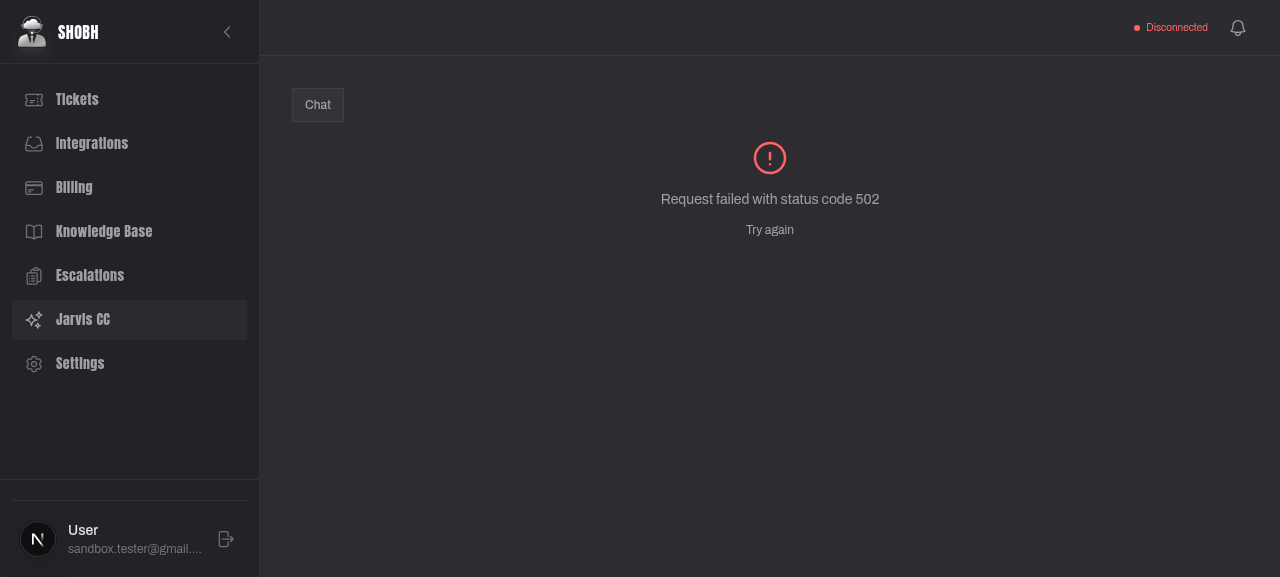 SHOBH
Disconnected
Tickets
Integrations
Billing
Knowledge Base
Escalations
Jarvis CC
Settings
Chat
Request failed with status code 502
Try again
N
User
sandbox.tester@gmail....